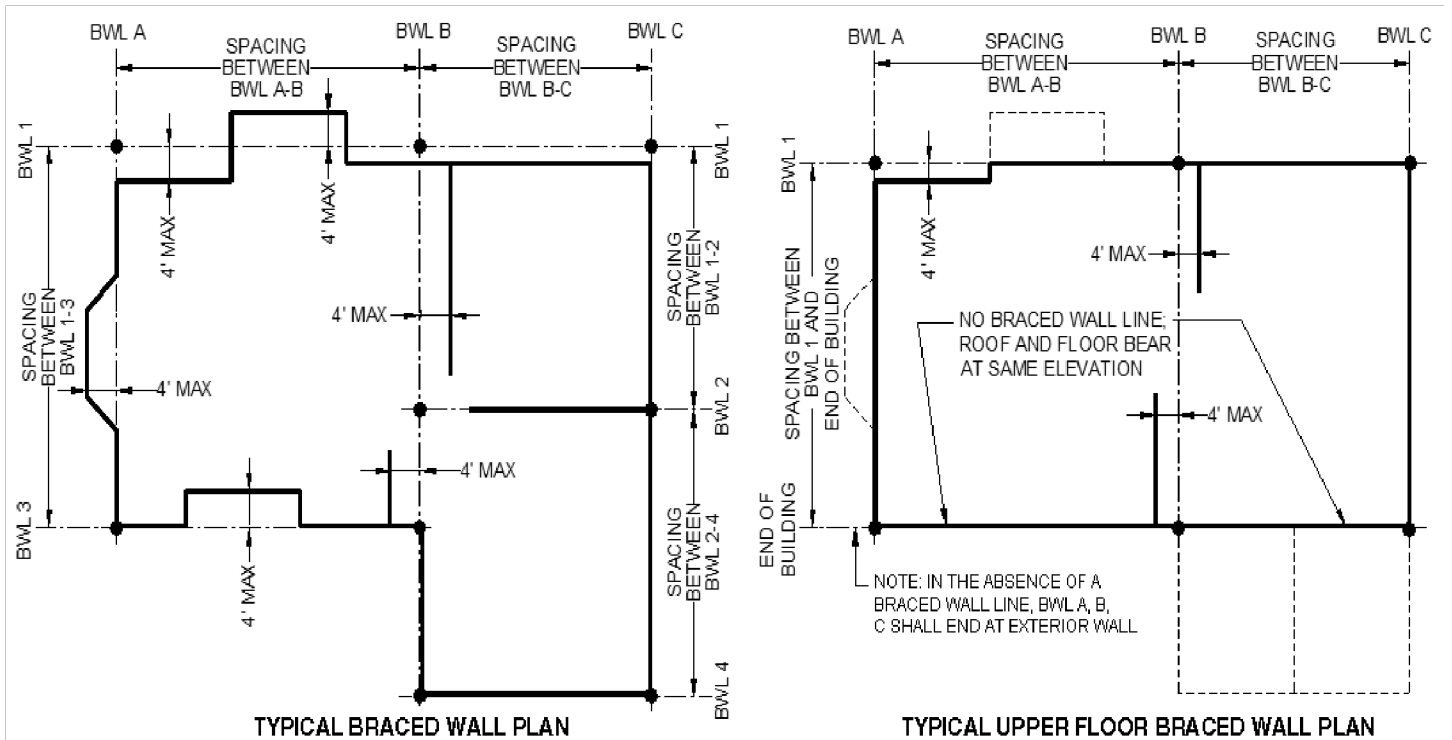 BWL A
SPACING
BETWEEN
BWL A-B
BWL B
SPACING
BETWEEN
BWL B-C
BWL C
BWL 1
BWL 1
4' MAX
4' MAX
SPACING
BETWEEN
BWL 1-3
SPACING
BETWEEN
BWL 1-2
4' MAX
4' MAX
BWL 2
4' MAX
BWL 3
4' MAX
SPACING
BETWEEN
BWL 2-4
BWL 4
TYPICAL BRACED WALL PLAN
BWL A
SPACING
BETWEEN
BWL A-B
BWL B
SPACING
BETWEEN
BWL B-C
BWL C
BWL 1
4' MAX
4' MAX
SPACING BETWEEN
BWL 1 AND
END OF BUILDING
NO BRACED WALL LINE;
ROOF AND FLOOR BEAR
AT SAME ELEVATION
4' MAX
END OF
BUILDING
NOTE: IN THE ABSENCE OF A
BRACED WALL LINE, BWL A, B,
C SHALL END AT EXTERIOR WALL
TYPICAL UPPER FLOOR BRACED WALL PLAN